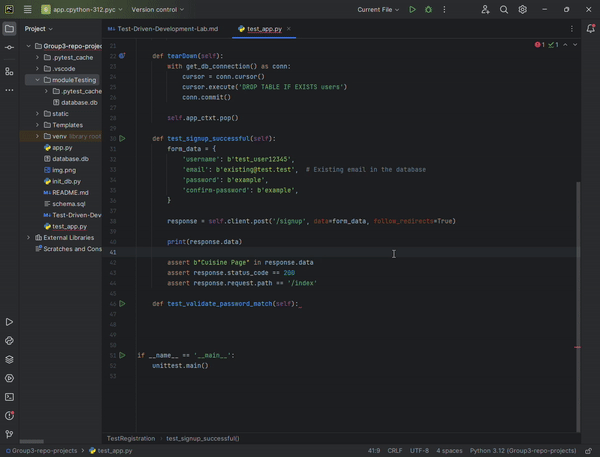 PC
app.cpython-312.pyc
Version control
Current File
Project
Test-Driven-Development-Lab.md
test_app.py
Group3-repo-projec
.pytest_cache
.vscode
moduleTesting
.pytest_cache
database.db
static
Templates
venv library root
app.py
database.db
img.png
init_db.py
README.md
schema.sql
Test-Driven-Dev
test_app.py
External Libraries
Scratches and Cons
1 1
21
22 def tearDown(self):
23 with get_db_connection() as conn:
24 cursor = conn.cursor()
25 cursor.execute('DROP TABLE IF EXISTS users')
26 conn.commit()
27
28 self.app_ctxt.pop()
29
30 def test_signup_successful(self):
31 form_data = {
32 'username': b'test_user12345',
33 'email': b'existing@test.test', # Existing email in the database
34 'password': b'example',
35 'confirm-password': b'example',
36 }
37
38 response = self.client.post('/signup', data=form_data, follow_redirects=True)
39
40 print(response.data)
41
42 assert b"Cuisine Page" in response.data
43 assert response.status_code == 200
44 assert response.request.path == '/index'
45
46 def test_validate_password_match(self):_
47
48
49
50
51 if __name__ == '__main__':
52 unittest.main()
53
TestRegistration › test_signup_successful()
Group3-repo-projects › test_app.py
41:9 CRLF UTF-8 4 spaces Python 3.12 (Group3-repo-projects)